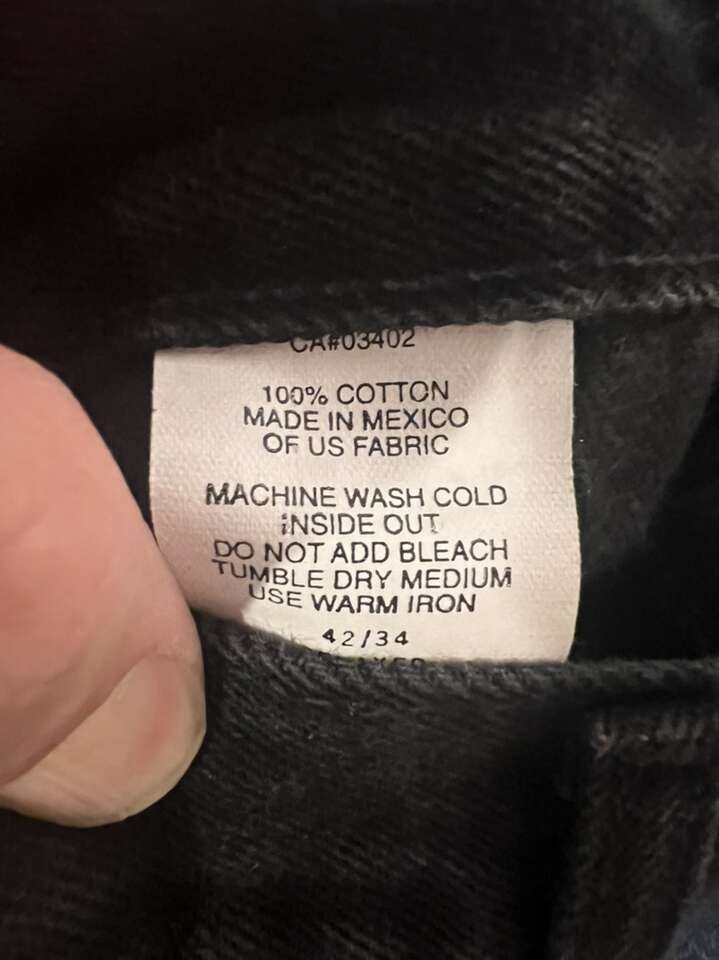 CA#03402
100% COTTON
MADE IN MEXICO
OF US FABRIC
MACHINE WASH COLD
INSIDE OUT
DO NOT ADD BLEACH
TUMBLE DRY MEDIUM
USE WARM IRON
42/34